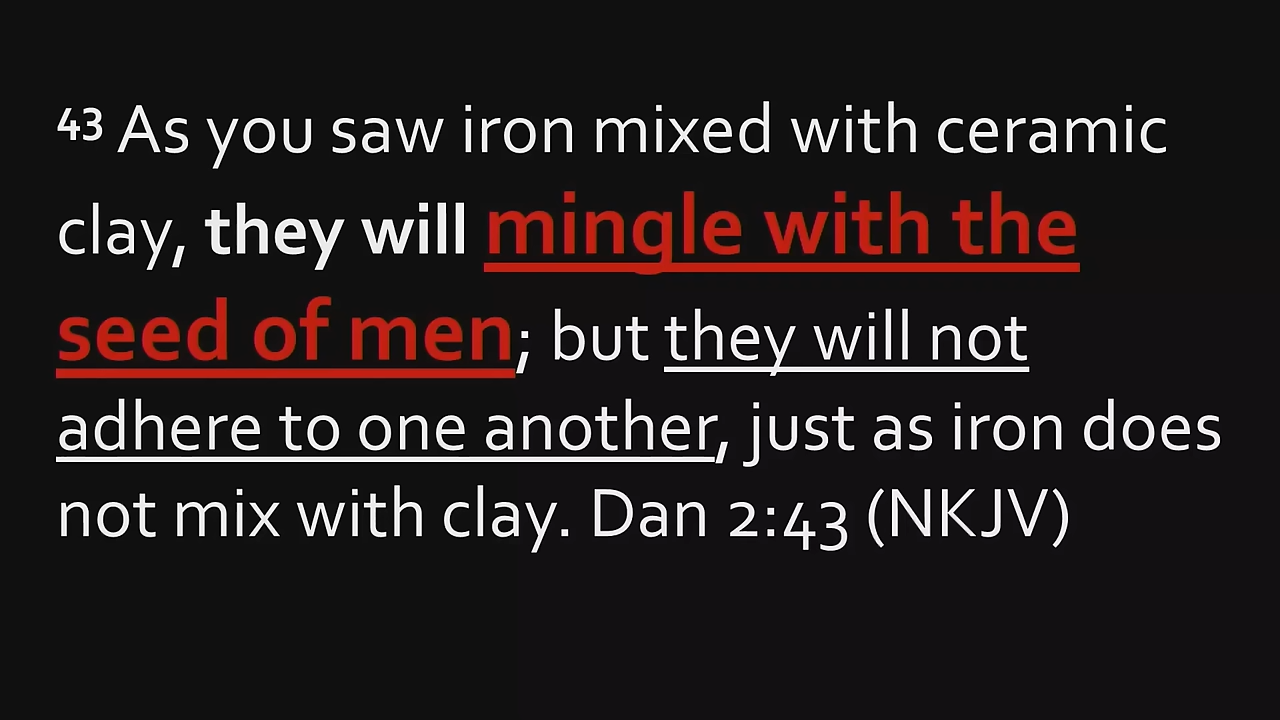 43 As you saw iron mixed with ceramic
clay, they will mingle with the
seed of men; but they will not
adhere to one another, just as iron does
not mix with clay. Dan 2:43 (NKJV)